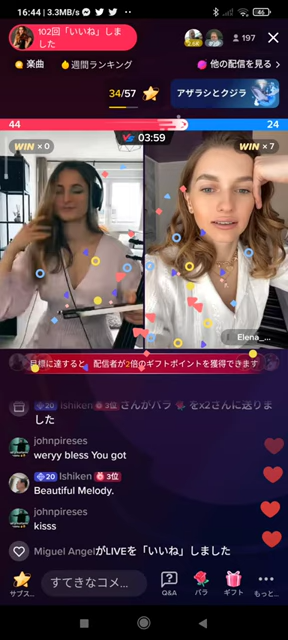 16:44 3.3MB/s
46
102回「いいね」しました
197
楽曲
週間ランキング
他の配信を見る
34/57
アザラシとクジラ
44
24
WIN × 0
VS 03:59
WIN × 7
Elena_...
目標に達すると、配信者が2倍のギフトポイントを獲得できます
20 Ishiken 3位 さんがバラ をx2さんに送りました
johnpireses
weryy bless You got
20 Ishiken 3位
Beautiful Melody.
johnpireses
kisss
Miguel AngelがLIVEを「いいね」しました
サブス...
すてきなコメ...
Q&A
バラ
ギフト
もっと...